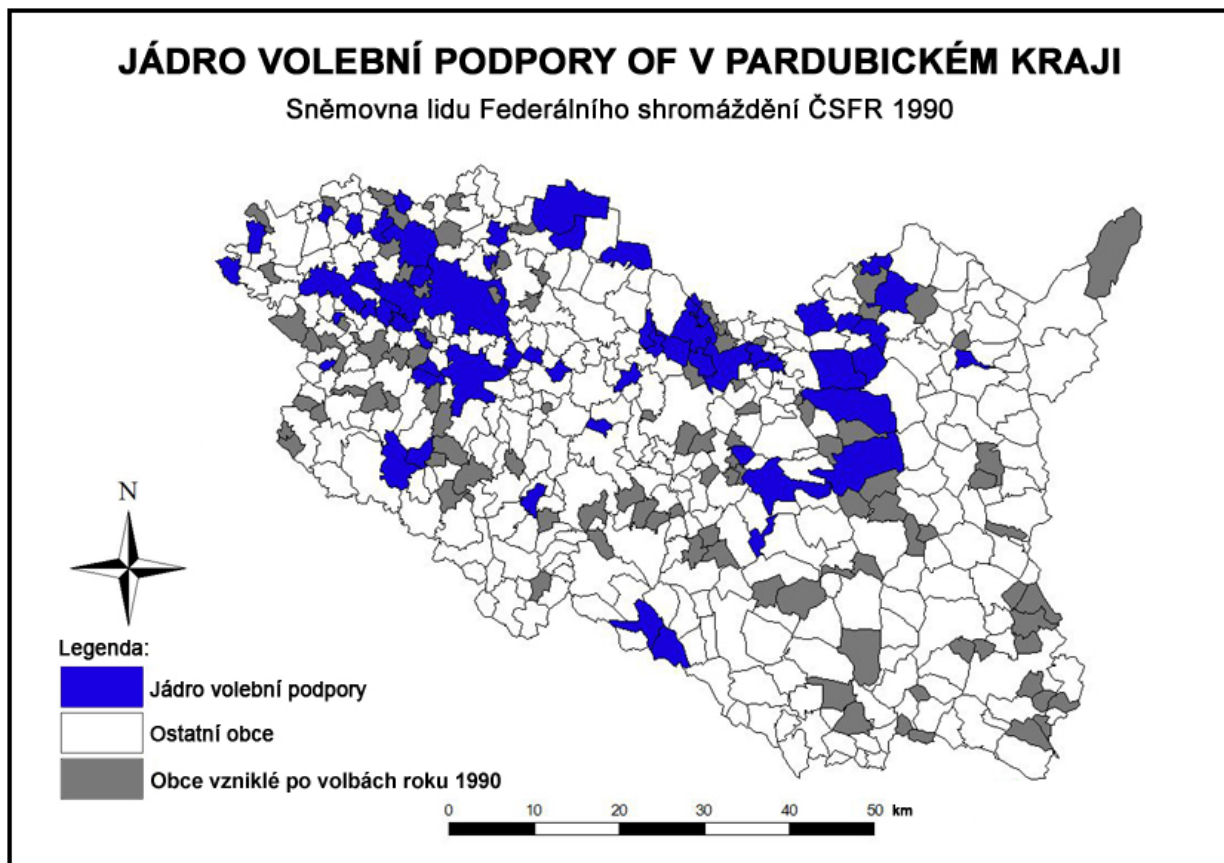 JÁDRO VOLEBNÍ PODPORY OF V PARDUBICKÉM KRAJI
Sněmovna lidu Federálního shromáždění ČSFR 1990
N
Legenda:
Jádro volební podpory
Ostatní obce
Obce vzniklé po volbách roku 1990
0 10 20 30 40 50 km